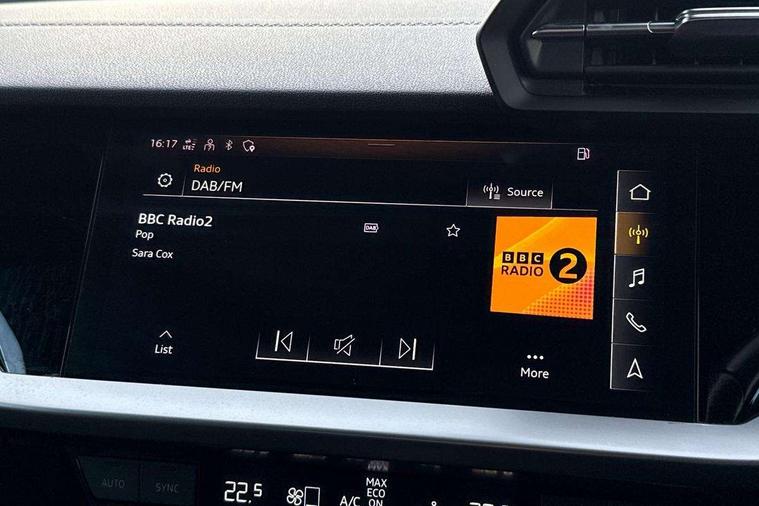 16:17 LTE
Radio
DAB/FM
Source
BBC Radio2
DAB
Pop
Sara Cox
BBC
RADIO 2
List
More
AUTO
SYNC
22.5
A/C
MAX
ECO
ON